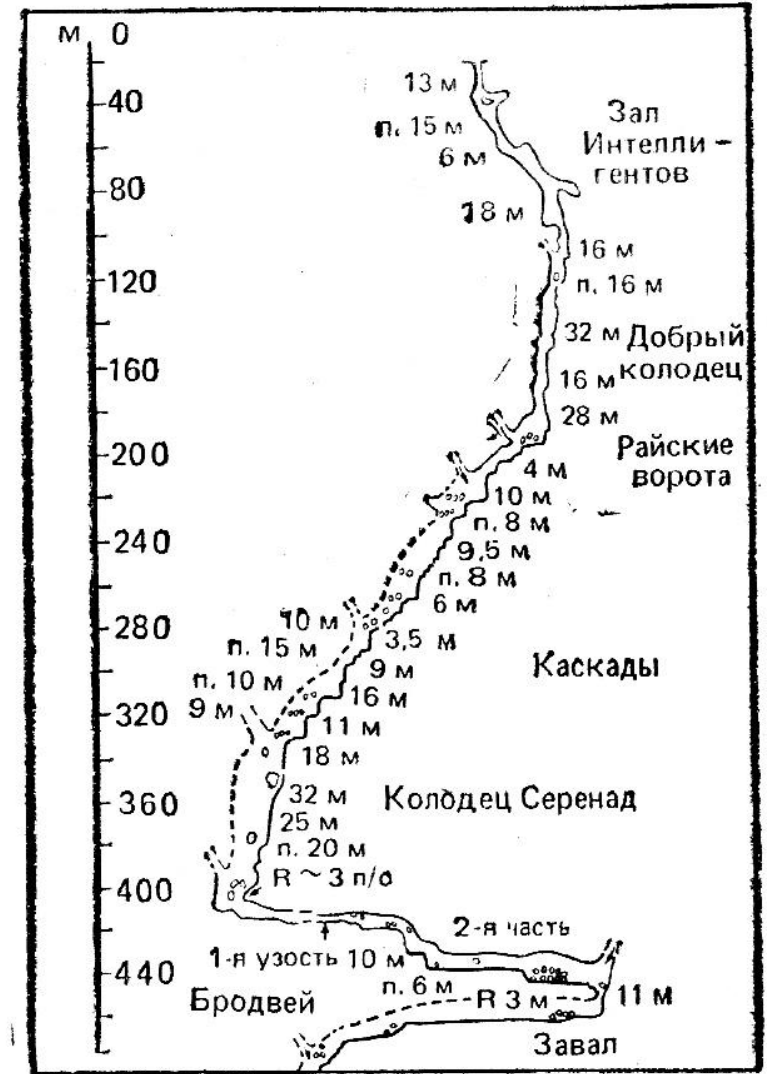 м 0
40
80
120
160
200
240
280
320
360
400
440
13 м
п. 15 м
6 м
18 м
Зал
Интелли-
гентов
16 м
п. 16 м
32 м
Добрый
16 м
колодец
28 м
Райские
ворота
4 м
10 м
п. 8 м
9,5 м
п. 8 м
6 м
10 м
3,5 м
п. 15 м
9 м
Каскады
п. 10 м
16 м
9 м
11 м
18 м
32 м
Колодец Серенад
25 м
п. 20 м
R ~ 3 п/о
2-я часть
1-я узость 10 м
п. 6 м
Бродвей
R 3 м
11 м
Завал